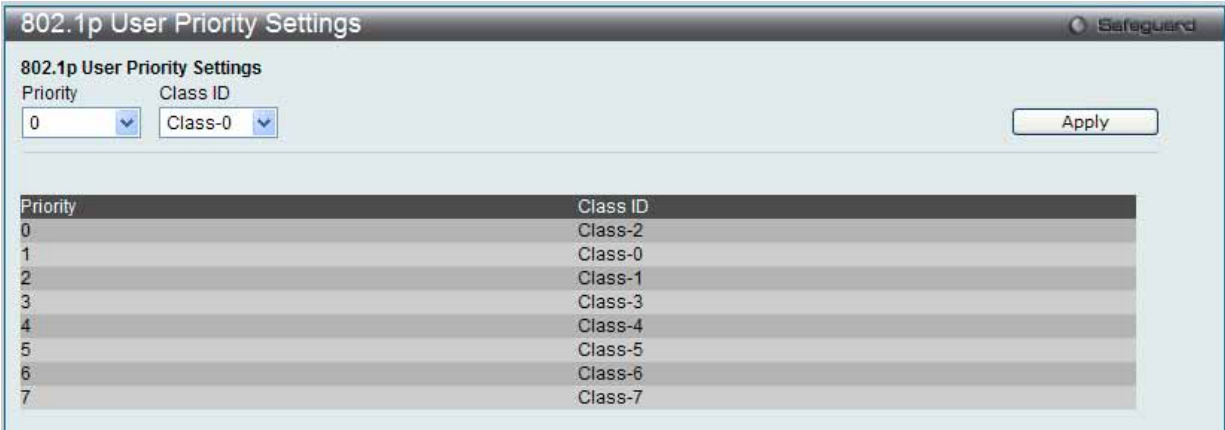 802.1p User Priority Settings
Safeguard
802.1p User Priority Settings
Priority Class ID
0 Class-0 Apply
Priority Class ID
0 Class-2
1 Class-0
2 Class-1
3 Class-3
4 Class-4
5 Class-5
6 Class-6
7 Class-7